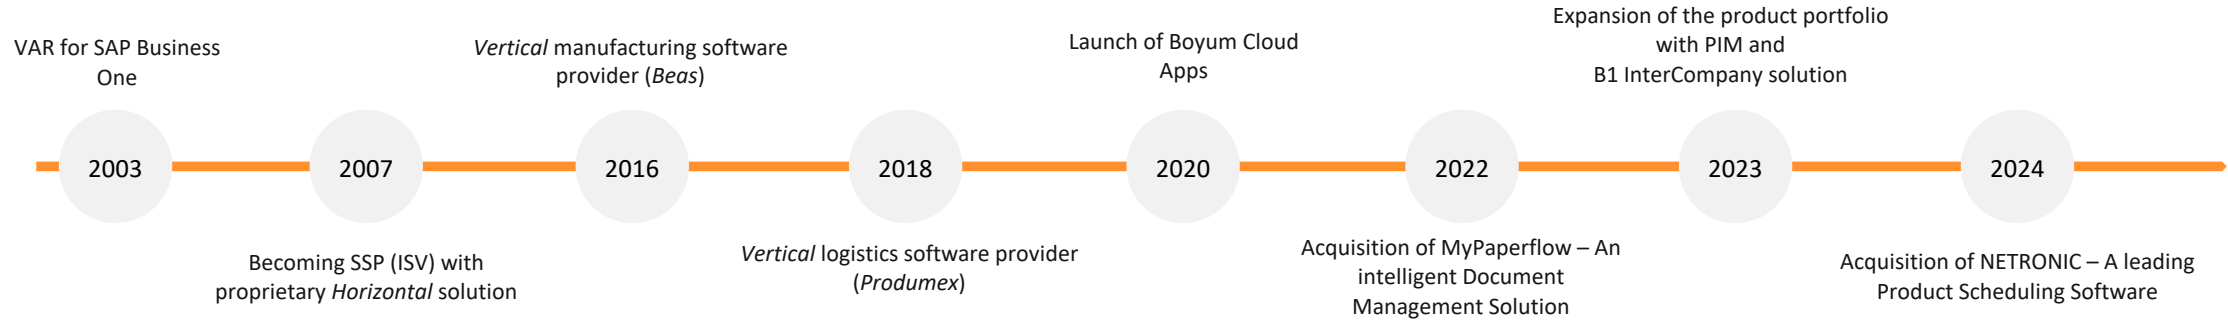 VAR for SAP Business
One
2003
2007
Becoming SSP (ISV) with
proprietary Horizontal solution
Vertical manufacturing software
provider (Beas)
2016
2018
Vertical logistics software provider
(Produmex)
Launch of Boyum Cloud
Apps
2020
2022
Acquisition of MyPaperflow – An
intelligent Document
Management Solution
Expansion of the product portfolio
with PIM and
B1 InterCompany solution
2023
2024
Acquisition of NETRONIC – A leading
Product Scheduling Software